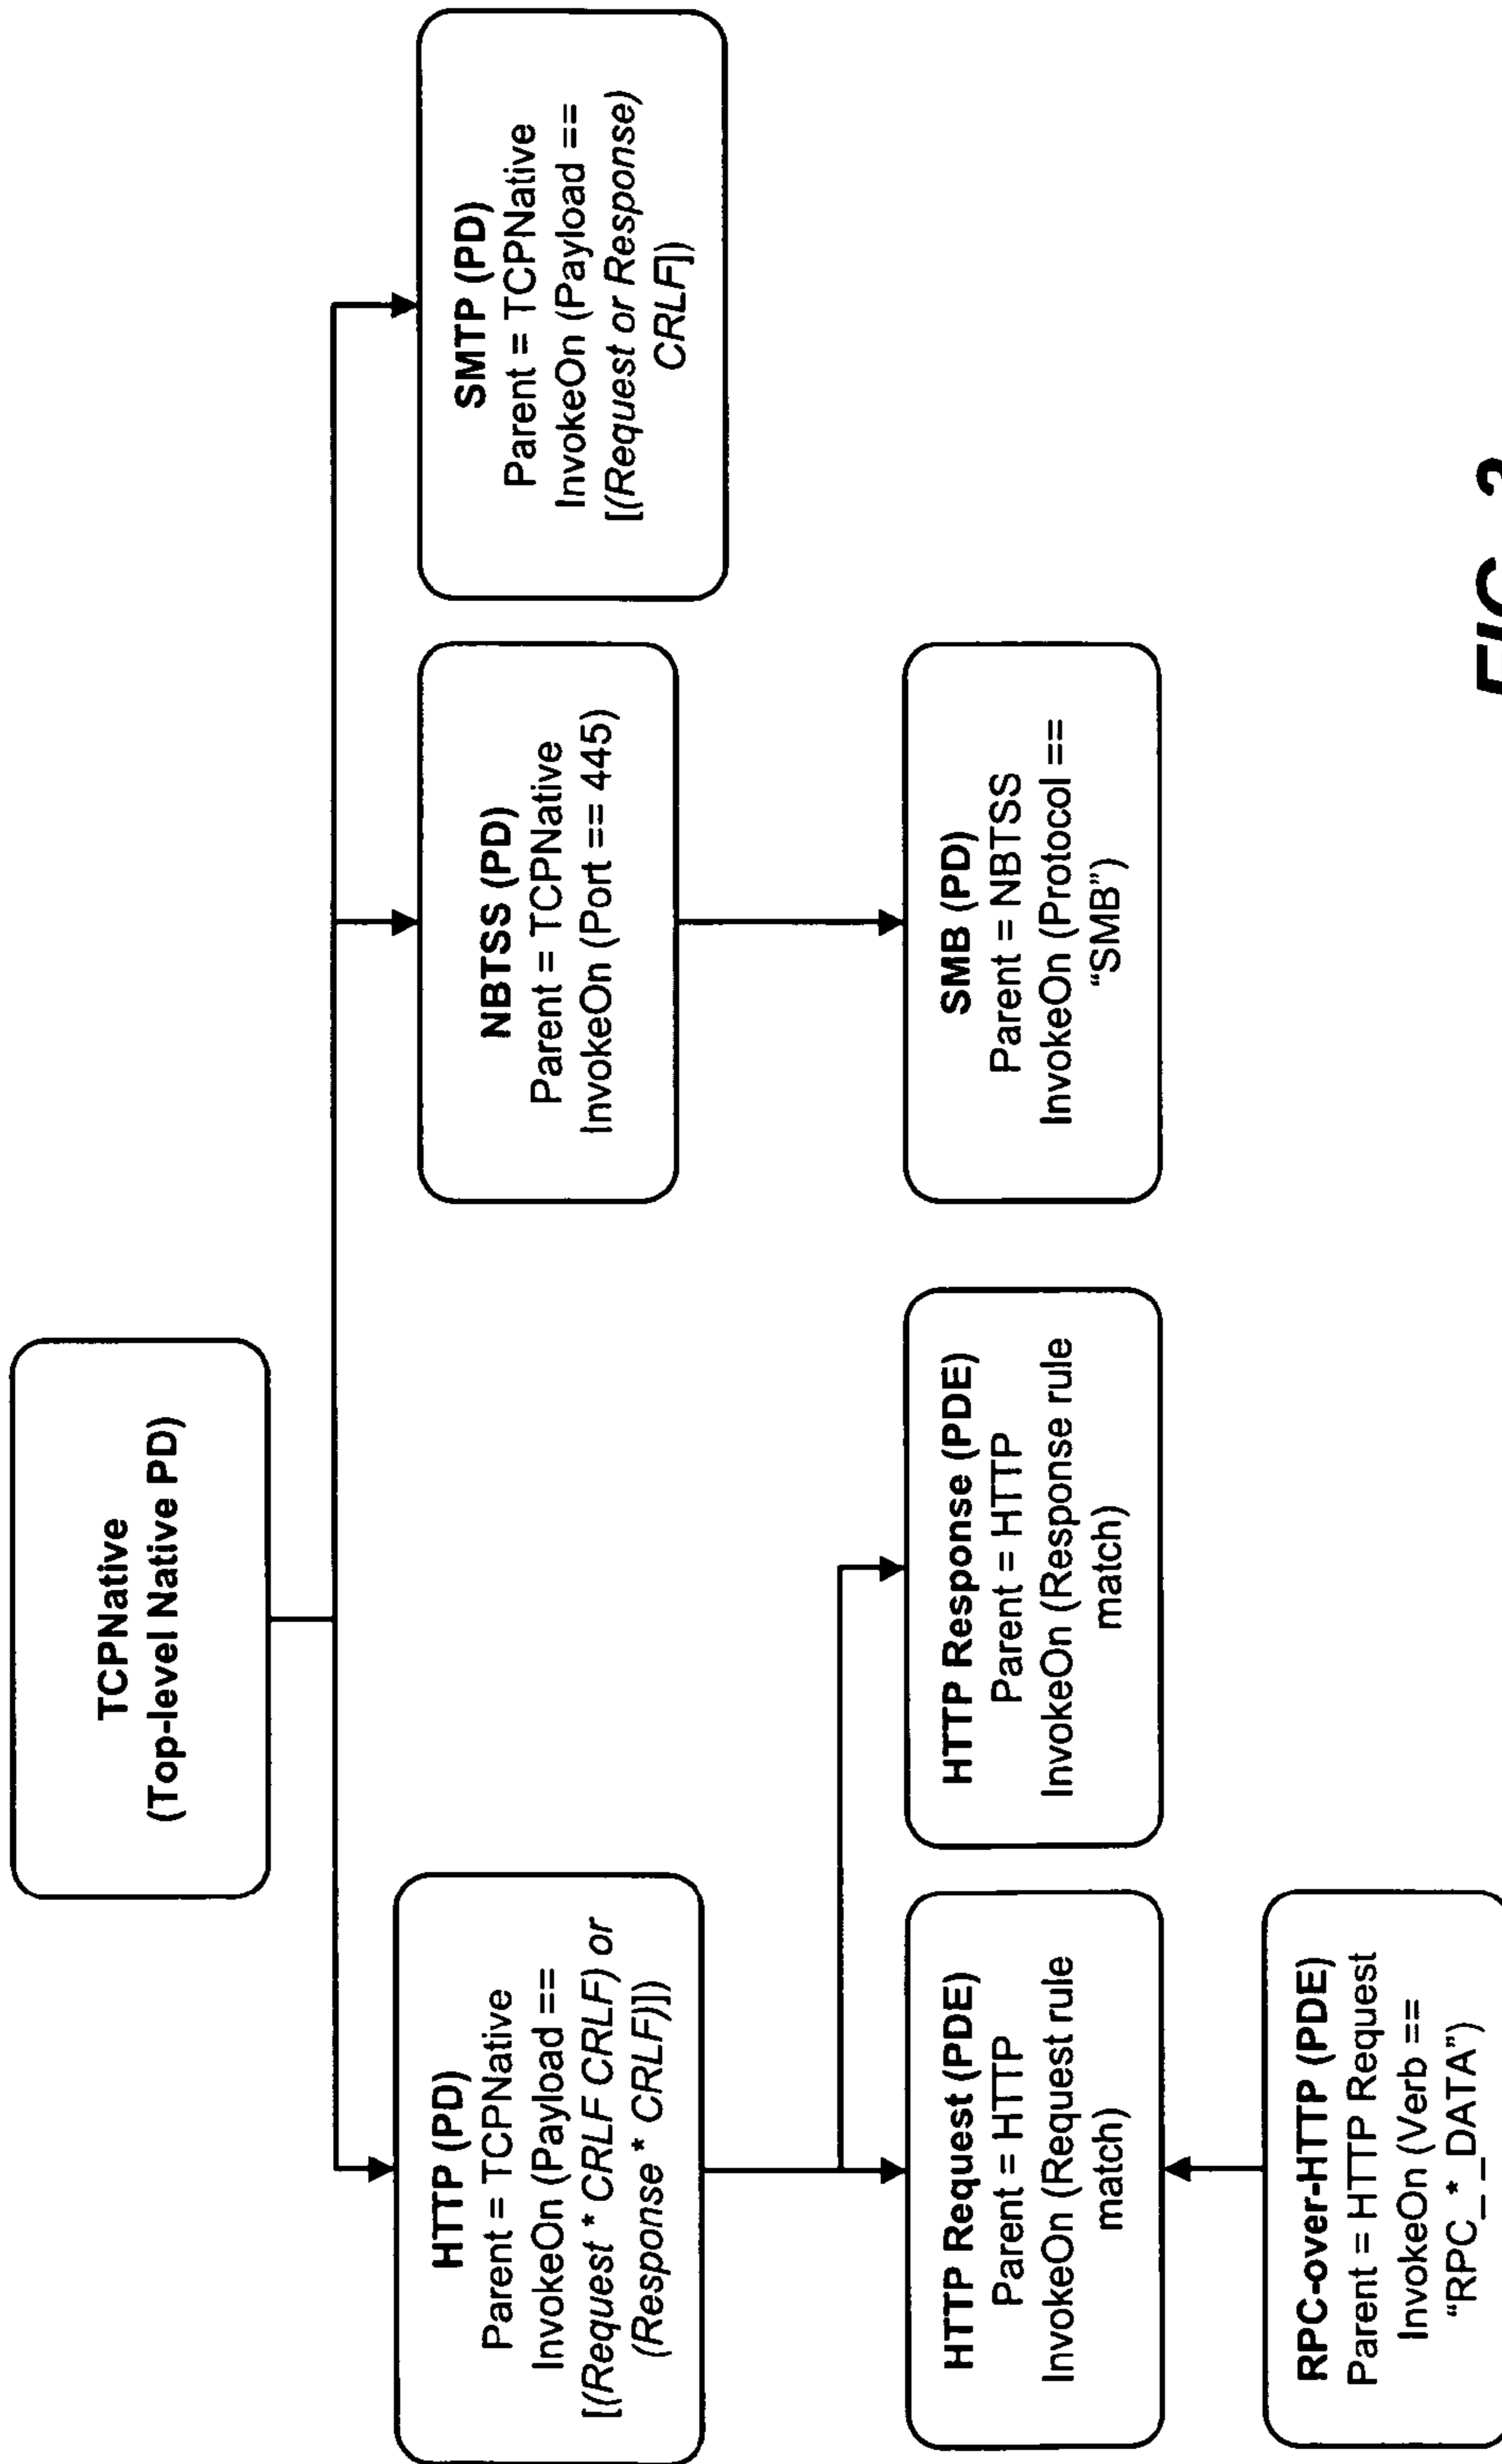 TCPNative
(Top-level Native PD)
HTTP (PD)
Parent = TCPNative
InvokeOn (Payload ==
[(Request * CRLF CRLF) or
(Response * CRLF)])
NBTSS (PD)
Parent = TCPNative
InvokeOn (Port == 445)
SMTP (PD)
Parent = TCPNative
InvokeOn (Payload ==
[(Request or Response)
CRLF])
HTTP Request (PDE)
Parent = HTTP
InvokeOn (Request rule
match)
HTTP Response (PDE)
Parent = HTTP
InvokeOn (Response rule
match)
SMB (PD)
Parent = NBTSS
InvokeOn (Protocol ==
“SMB”)
RPC-over-HTTP (PDE)
Parent = HTTP Request
InvokeOn (Verb ==
“RPC_*_DATA”)
FIG.